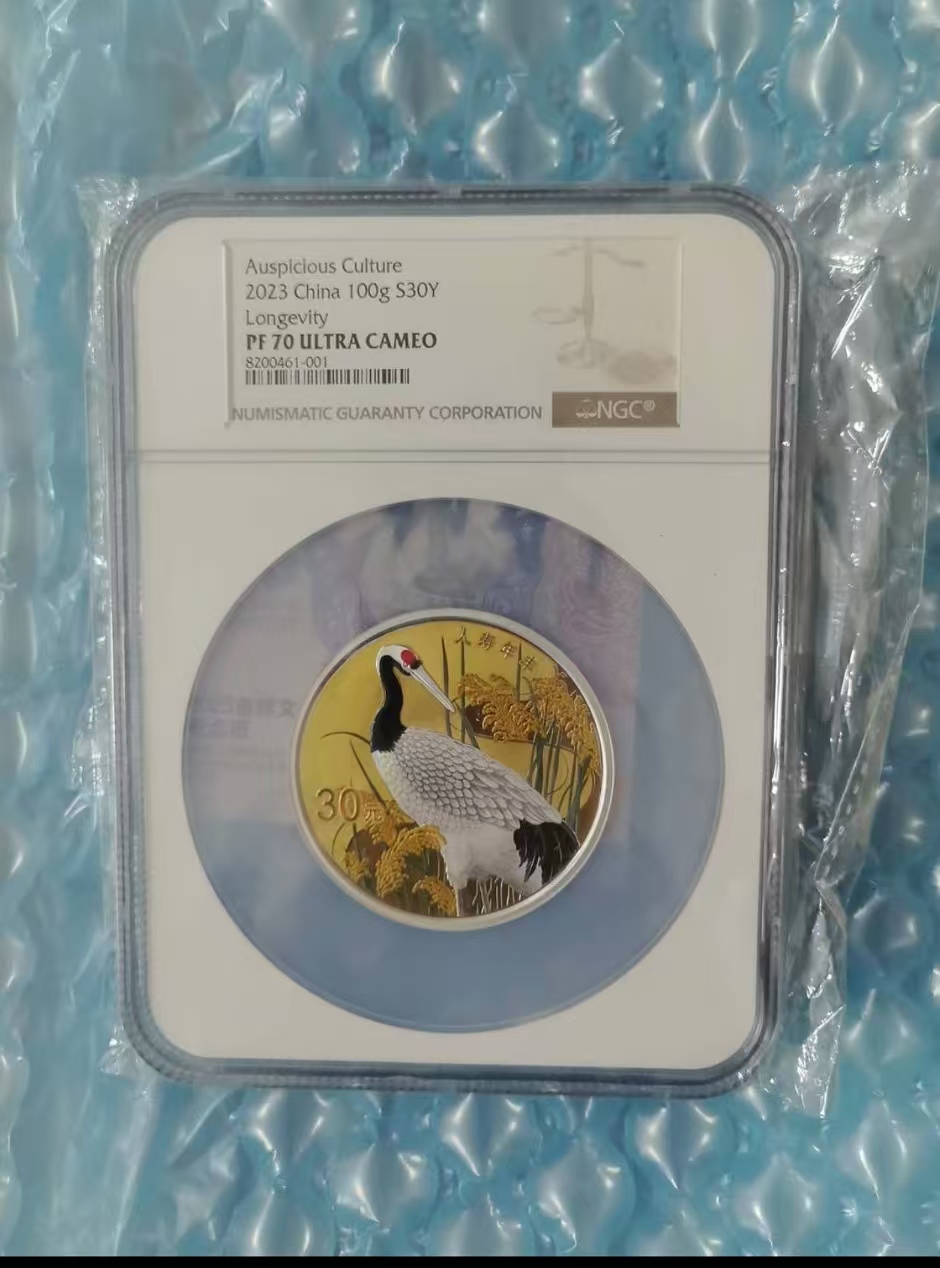 Auspicious Culture
2023 China 100g S30Y
Longevity
PF 70 ULTRA CAMEO
8200461-001
NUMISMATIC GUARANTY CORPORATION
NGC®
人寿年丰
30元